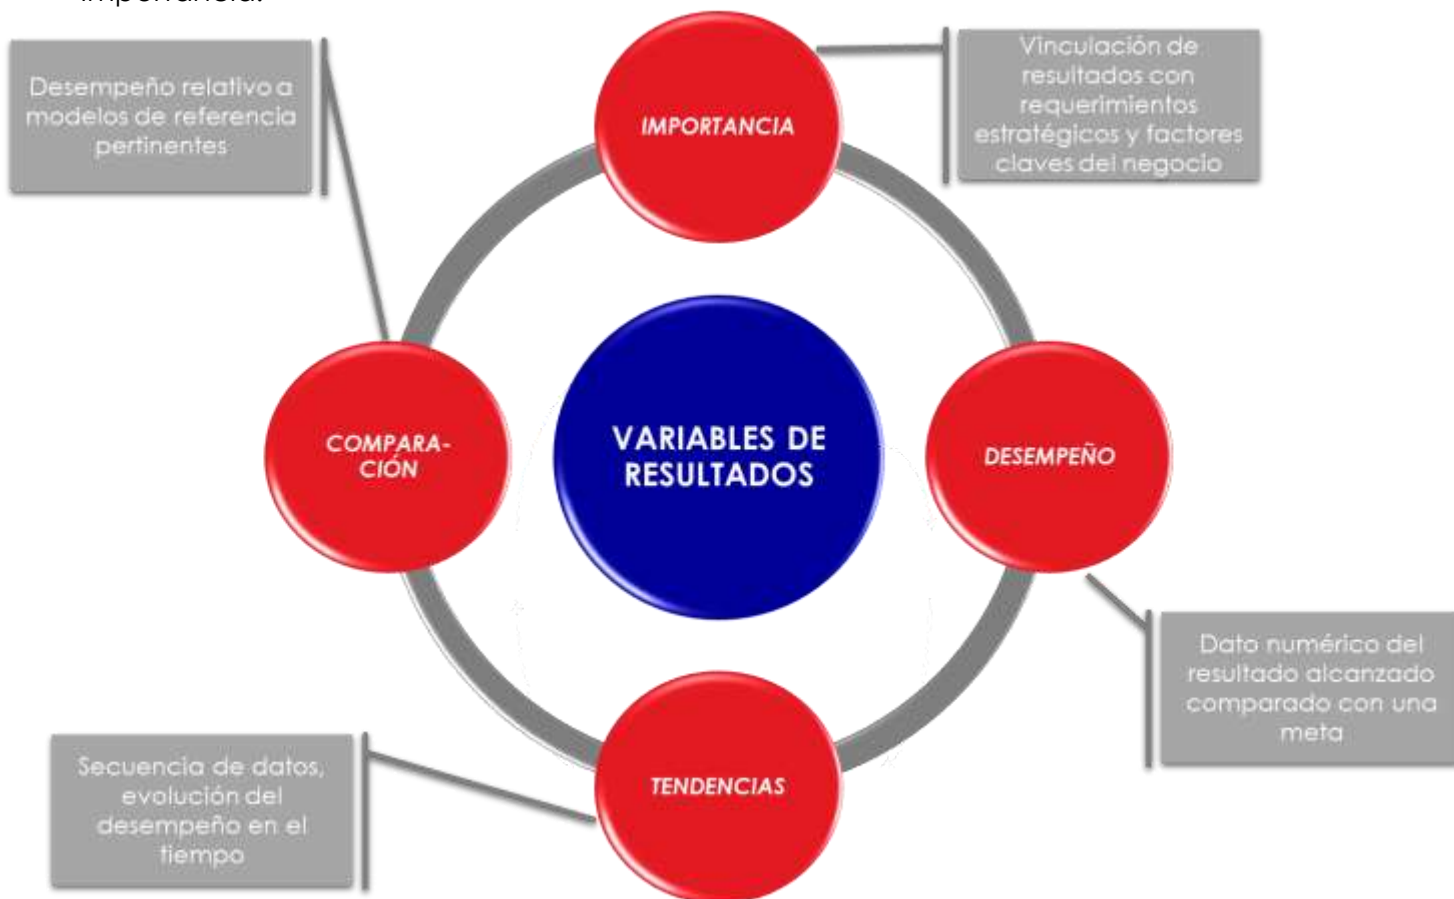 importancia.
Desempeño relativo a
modelos de referencia
pertinentes
IMPORTANCIA
Vinculación de
resultados con
requerimientos
estratégicos y factores
claves del negocio
COMPARA-
CIÓN
VARIABLES DE
RESULTADOS
DESEMPEÑO
Dato numérico del
resultado alcanzado
comparado con una
meta
Secuencia de datos,
evolución del
desempeño en el
tiempo
TENDENCIAS